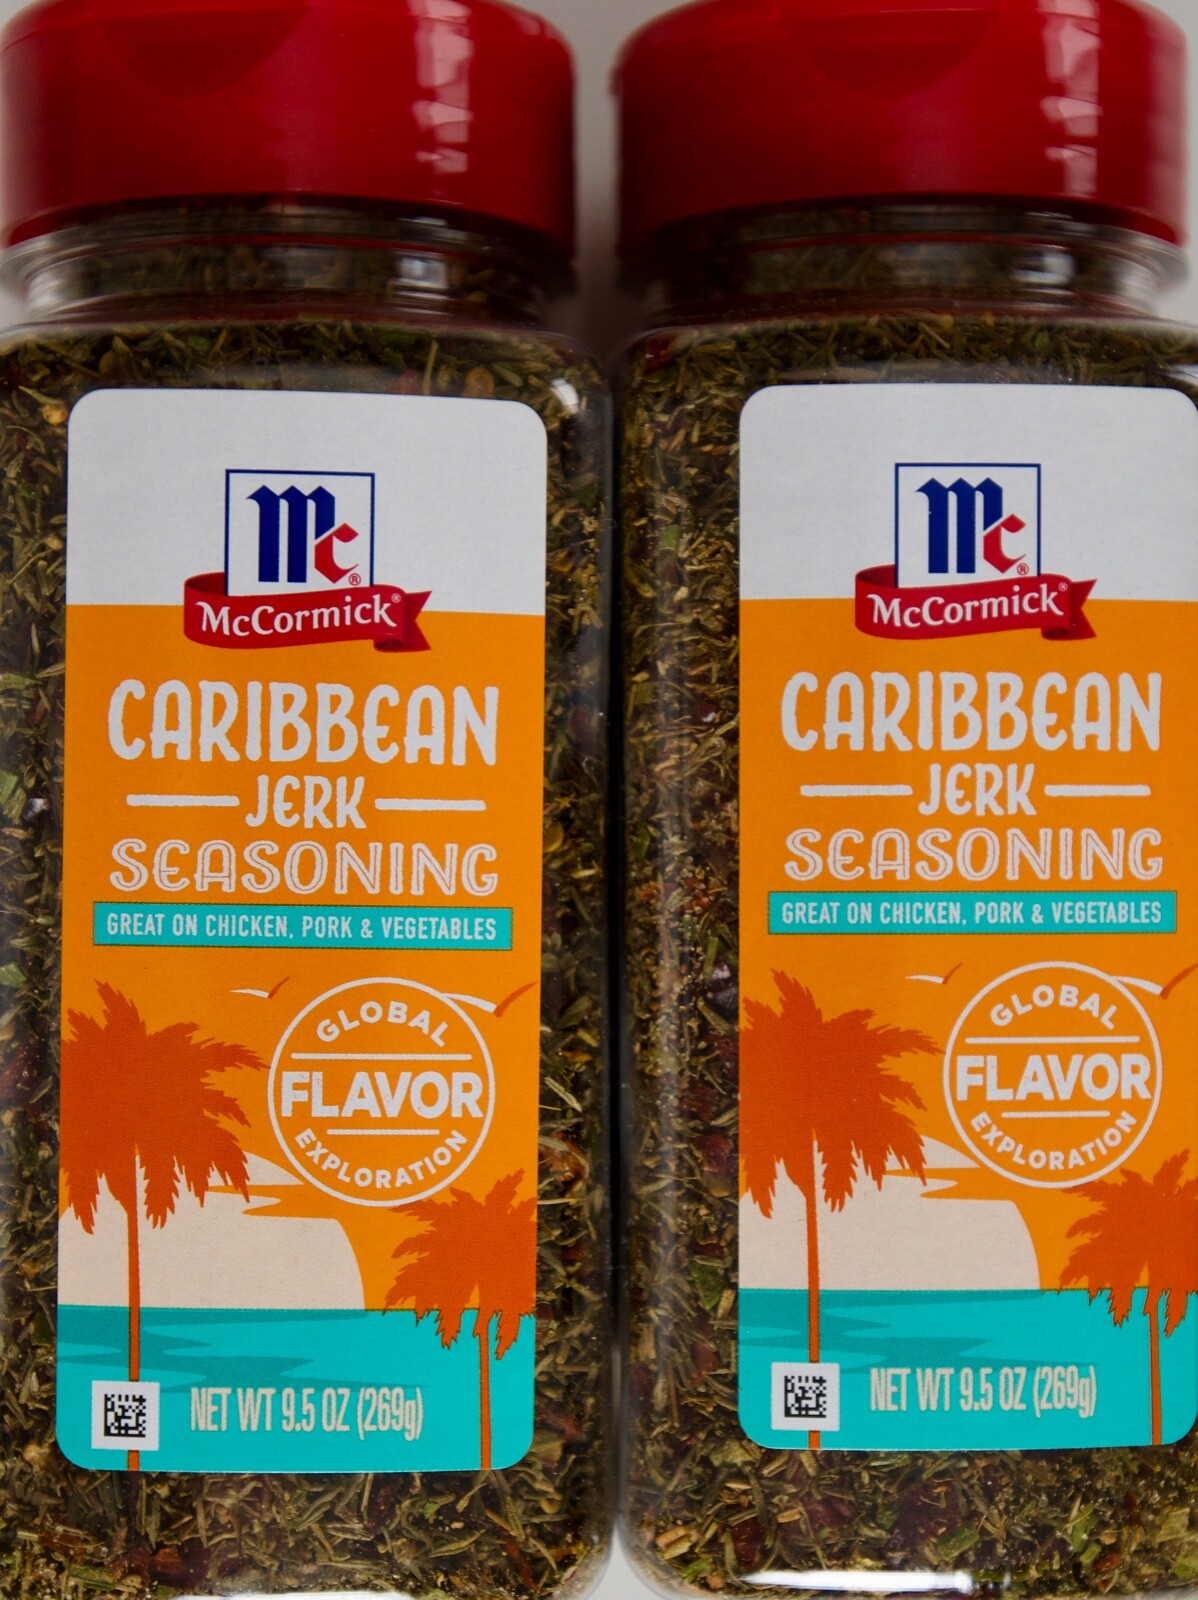 Mc®
McCormick®
CARIBBEAN
JERK
SEASONING
GREAT ON CHICKEN, PORK & VEGETABLES
GLOBAL
FLAVOR
EXPLORATION
NET WT 9.5 OZ (269g)
Mc®
McCormick®
CARIBBEAN
JERK
SEASONING
GREAT ON CHICKEN, PORK & VEGETABLES
GLOBAL
FLAVOR
EXPLORATION
NET WT 9.5 OZ (269g)